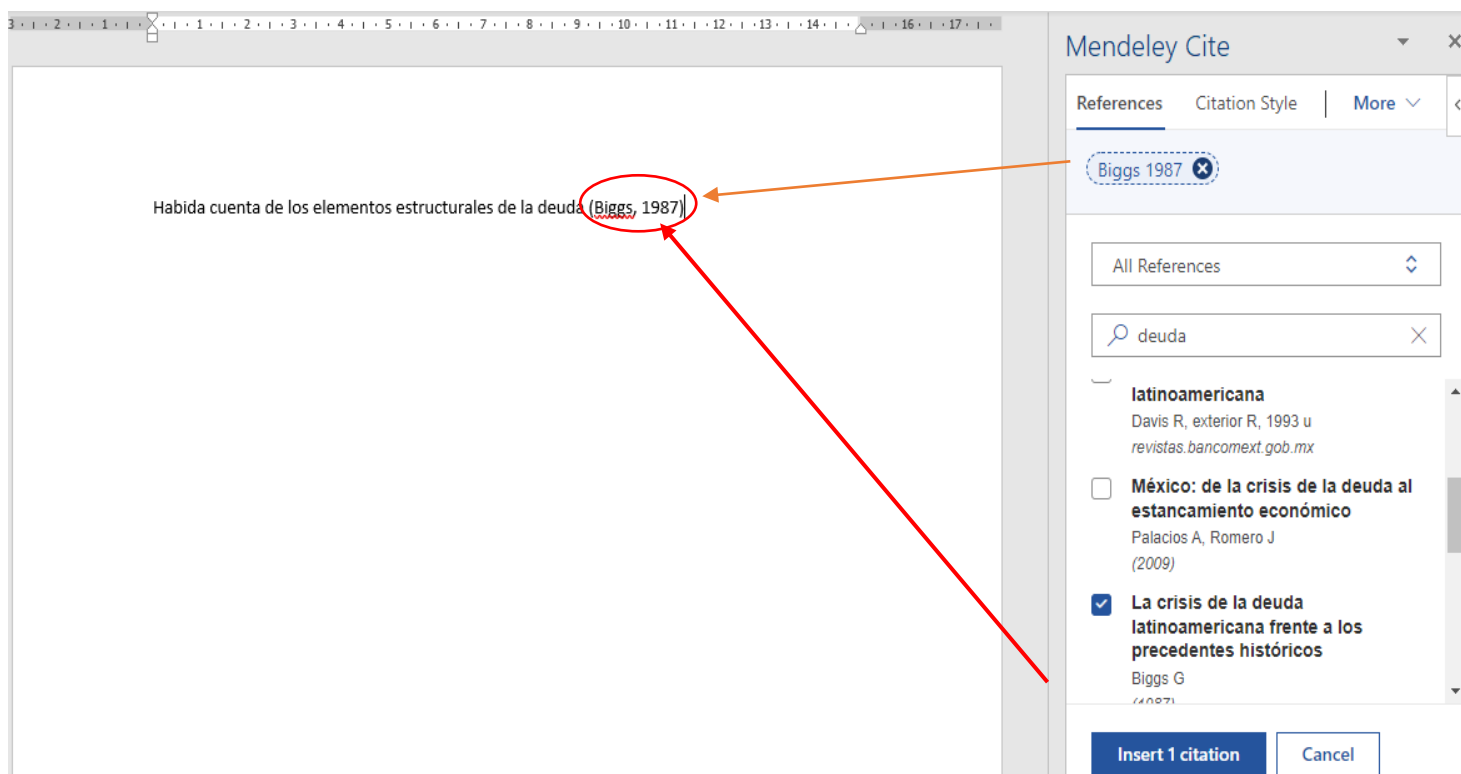 3 · 2 · 1 · 1 · 2 · 3 · 4 · 5 · 6 · 7 · 8 · 9 · 10 · 11 · 12 · 13 · 14 · 16 · 17
Habida cuenta de los elementos estructurales de la deuda (Biggs, 1987)
Mendeley Cite
References Citation Style | More
Biggs 1987
All References
deuda
latinoamericana
Davis R, exterior R, 1993 u
revistas.bancomext.gob.mx
México: de la crisis de la deuda al
estancamiento económico
Palacios A, Romero J
(2009)
La crisis de la deuda
latinoamericana frente a los
precedentes históricos
Biggs G
(1987)
Insert 1 citation Cancel